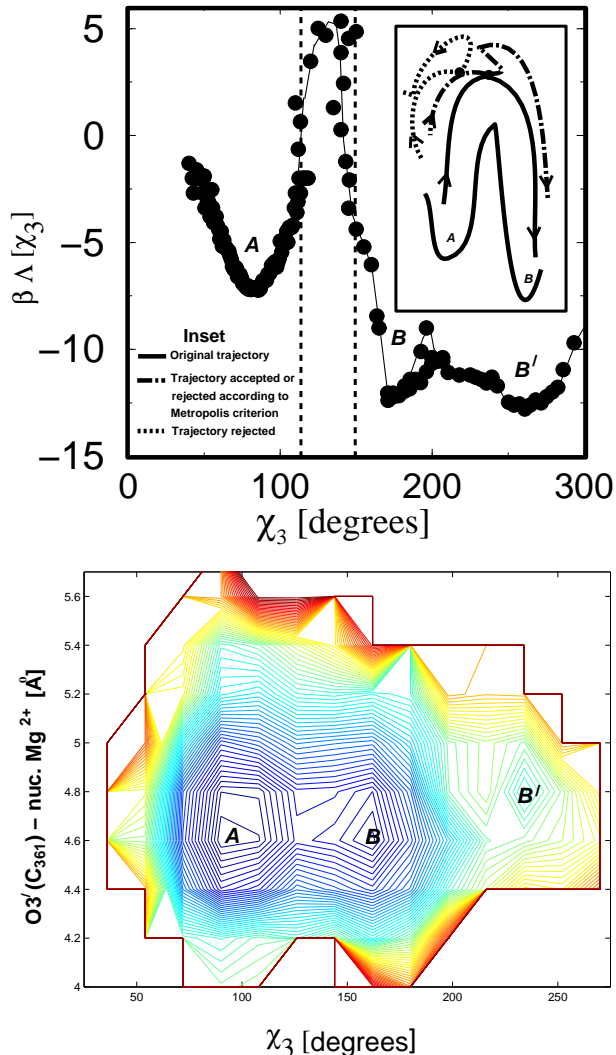 5
0
−5
−10
−15
β Λ [χ3]
A
B
B/
A
B
Inset
Original trajectory
Trajectory accepted or
rejected according to
Metropolis criterion
Trajectory rejected
0 100 200 300
χ3 [degrees]
5.6
5.4
5.2
5
4.8
4.6
4.4
4.2
4
O3/(C361) − nuc. Mg 2+ [Å]
A
B
B/
50 100 150 200 250
χ3 [degrees]